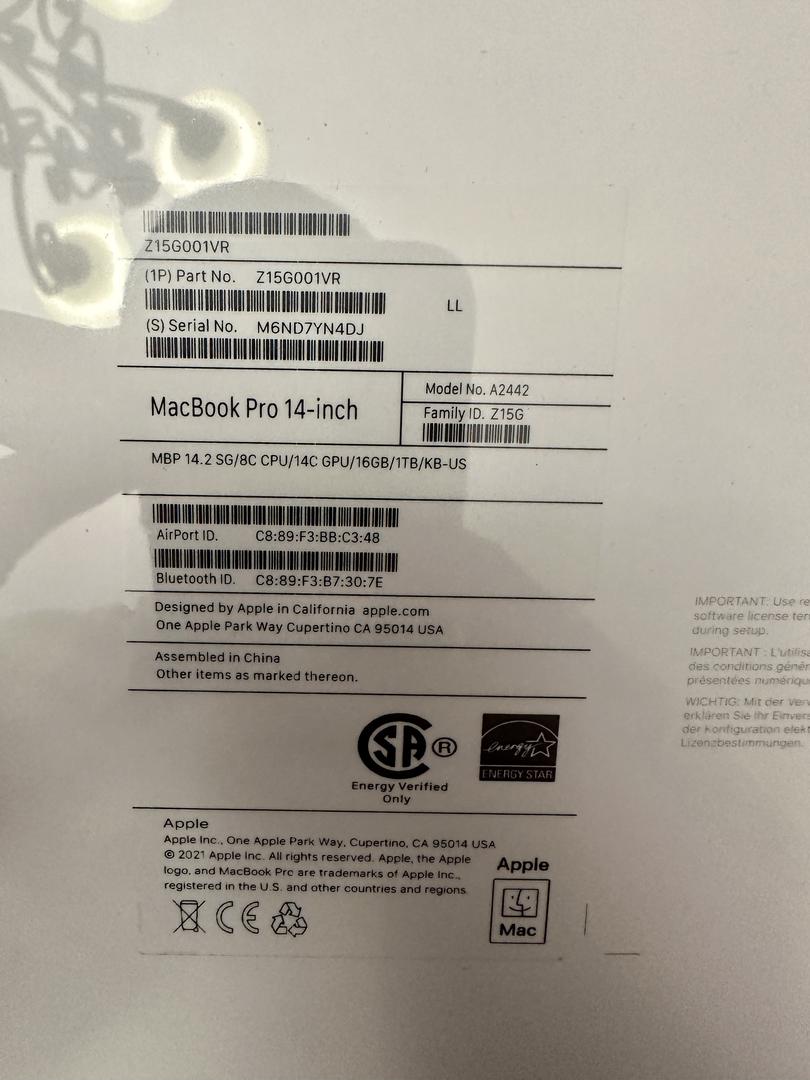 Z15G001VR
(1P) Part No. Z15G001VR
LL
(S) Serial No. M6ND7YN4DJ
MacBook Pro 14-inch
Model No. A2442
Family ID. Z15G
MBP 14.2 SG/8C CPU/14C GPU/16GB/1TB/KB-US
AirPort ID. C8:89:F3:BB:C3:48
Bluetooth ID. C8:89:F3:B7:30:7E
Designed by Apple in California apple.com
One Apple Park Way Cupertino CA 95014 USA
Assembled in China
Other items as marked thereon.
SA ®
Energy Verified
Only
energy
ENERGY STAR
Apple
Apple Inc., One Apple Park Way, Cupertino, CA 95014 USA
© 2021 Apple Inc. All rights reserved. Apple, the Apple
logo, and MacBook Pro are trademarks of Apple Inc.,
registered in the U.S. and other countries and regions.
CE
Apple
Mac
IMPORTANT: Use
software license
during setup.
IMPORTANT : L'utilisa
des conditions génér
présentées numériqu
WICHTIG: Mit der
erklären Sie Ihr Einvers
der Konfiguration elekt
Lizenzbestimmungen.